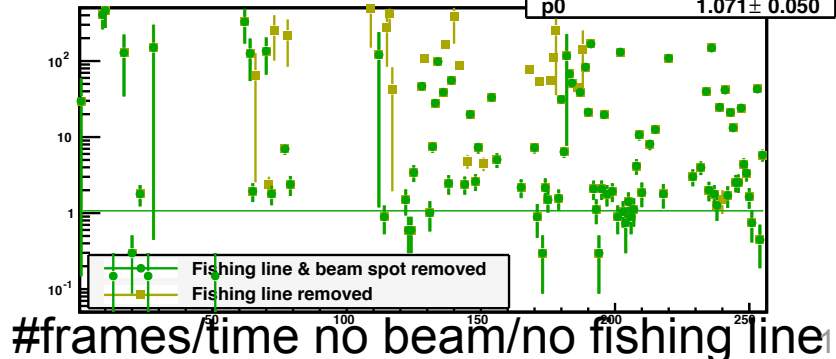 p0 1.071± 0.050
10²
10
1
10⁻¹
Fishing line & beam spot removed
Fishing line removed
50 100 150 200 250
#frames/time no beam/no fishing line